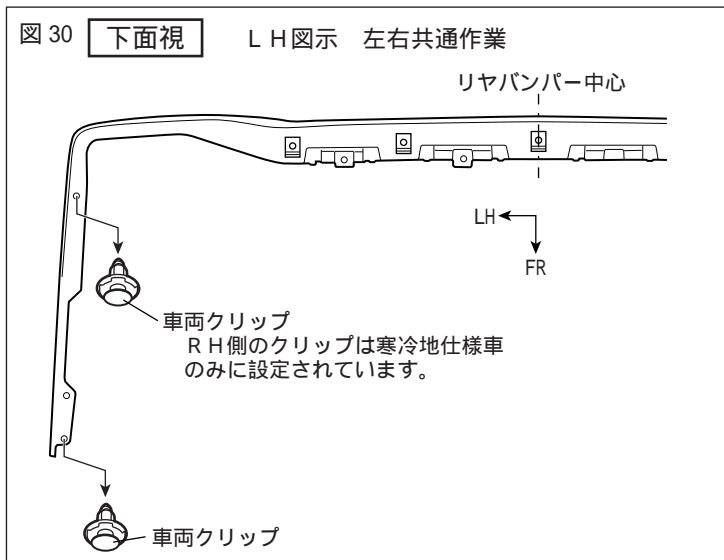 図 30 下面視 ＬＨ図示 左右共通作業
リヤバンパー中心
LH
FR
車両クリップ
ＲＨ側のクリップは寒冷地仕様車
のみに設定されています。
車両クリップ